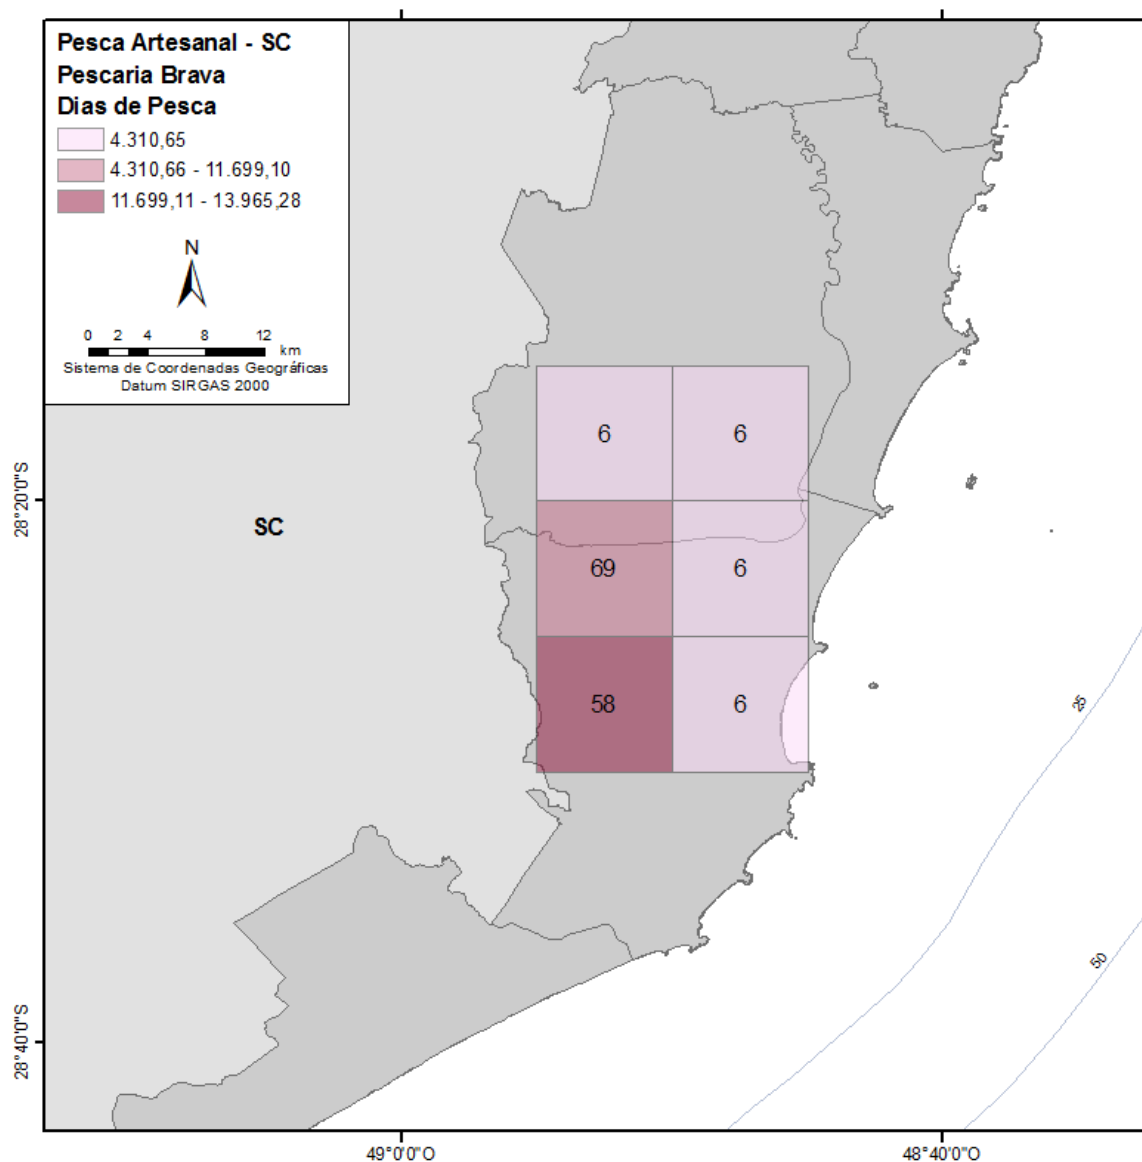 Pesca Artesanal - SC
Pescaria Brava
Dias de Pesca
4.310,65
4.310,66 - 11.699,10
11.699,11 - 13.965,28
N
0 2 4 8 12
km
Sistema de Coordenadas Geográficas
Datum SIRGAS 2000
6 6
28°20'0"S
SC
69 6
58 6
25
50
28°40'0"S
49°0'0"O 48°40'0"O